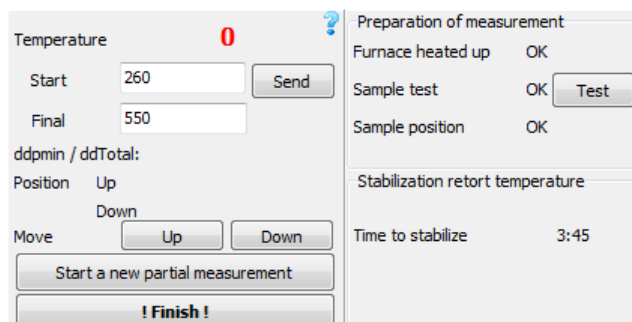 Temperature 0 ?
Start 260 Send
Final 550
ddpmin / ddTotal:
Position Up
Down
Move Up Down
Start a new partial measurement
! Finish !
Preparation of measurement
Furnace heated up OK
Sample test OK Test
Sample position OK
Stabilization retort temperature
Time to stabilize 3:45